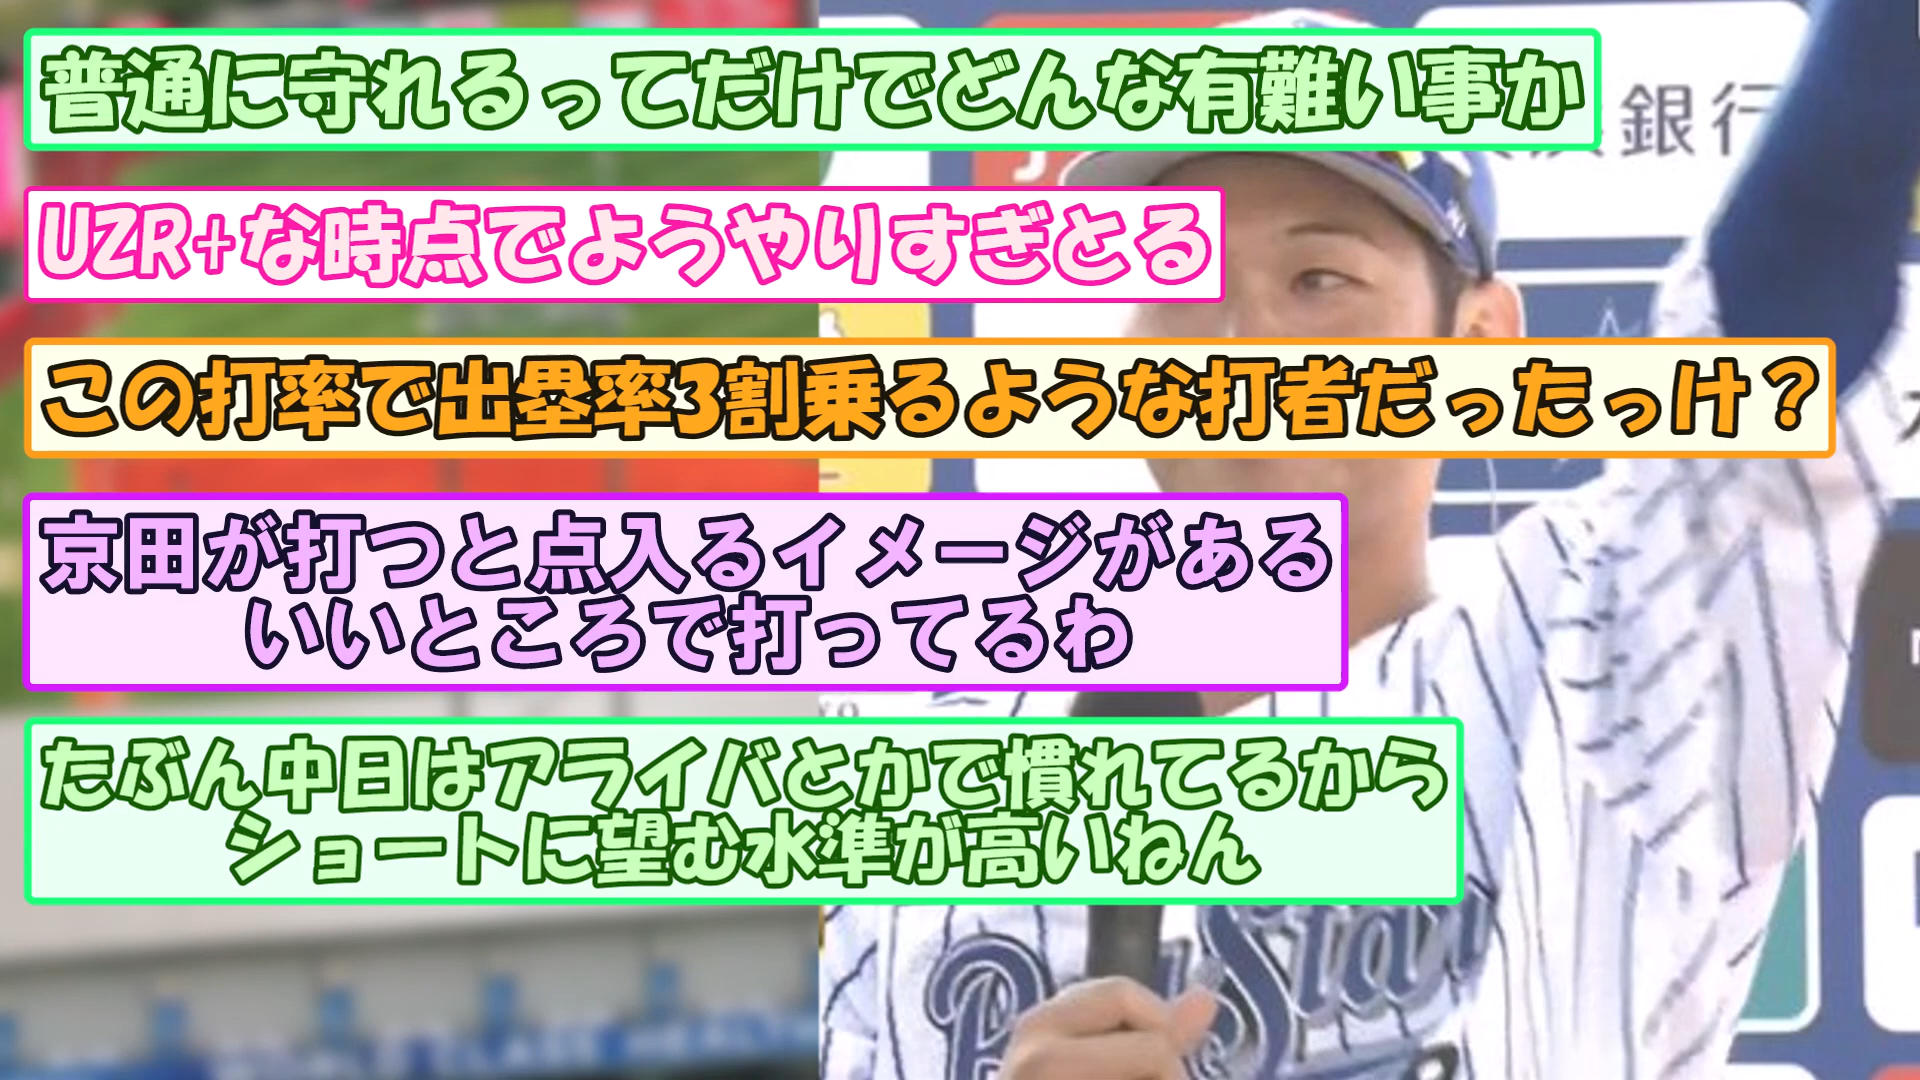 普通に守れるってだけでどんな有難い事か
銀行
UZR+な時点でようやりすぎとる
この打率で出塁率3割乗るような打者だったっけ？
京田が打つと点入るイメージがある
いいところで打ってるわ
たぶん中日はアライバとかで慣れてるから
ショートに望む水準が高いねん
WORLD CLASS HEALTH